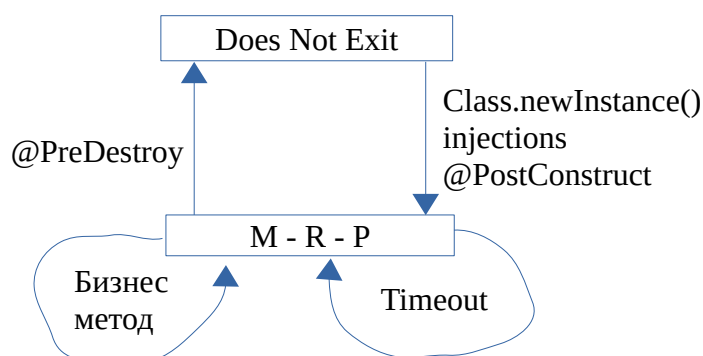 Does Not Exit
Class.newInstance()
injections
@PostConstruct
@PreDestroy
M - R - P
Бизнес
метод
Timeout